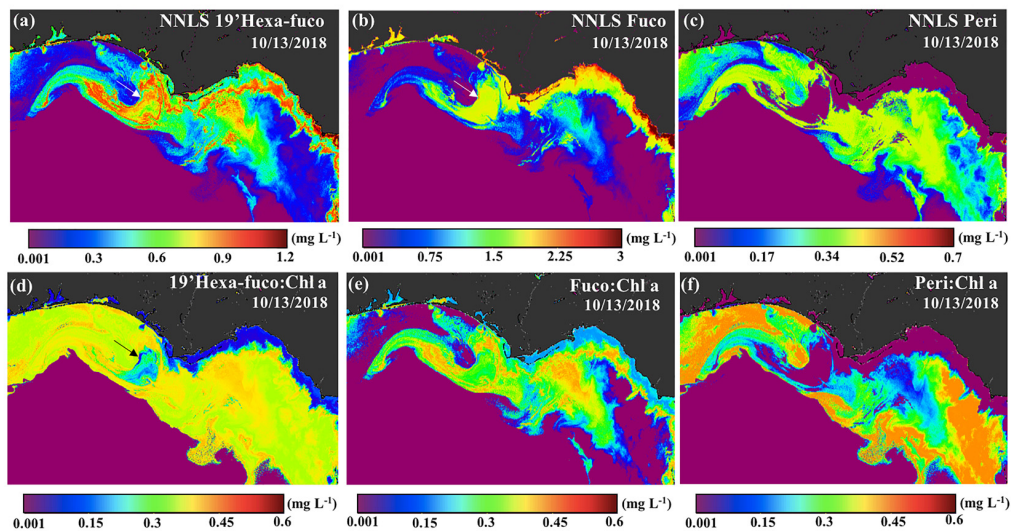 (a) NNLS 19'Hexa-fuco
10/13/2018
(b) NNLS Fuco
10/13/2018
(c) NNLS Peri
10/13/2018
(mg L⁻¹)
0.001 0.3 0.6 0.9 1.2
(mg L⁻¹)
0.001 0.75 1.5 2.25 3
(mg L⁻¹)
0.001 0.17 0.34 0.52 0.7
(d) 19'Hexa-fuco:Chl a
10/13/2018
(e) Fuco:Chl a
10/13/2018
(f) Peri:Chl a
10/13/2018
(mg L⁻¹)
0.001 0.15 0.3 0.45 0.6
(mg L⁻¹)
0.001 0.15 0.3 0.45 0.6
(mg L⁻¹)
0.001 0.15 0.3 0.45 0.6